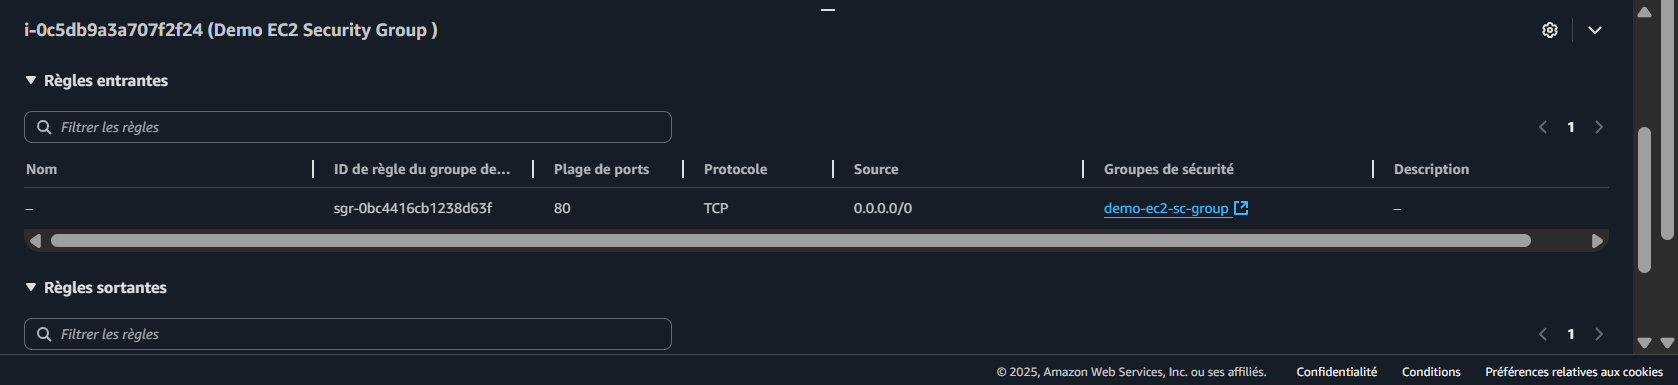 i-0c5db9a3a707f2f24 (Demo EC2 Security Group )
Règles entrantes
Filtrer les règles
1
Nom ID de règle du groupe de... Plage de ports Protocole Source Groupes de sécurité Description
– sgr-0bc4416cb1238d63f 80 TCP 0.0.0.0/0 demo-ec2-sc-group –
Règles sortantes
Filtrer les règles
1
© 2025, Amazon Web Services, Inc. ou ses affiliés. Confidentialité Conditions Préférences relatives aux cookies